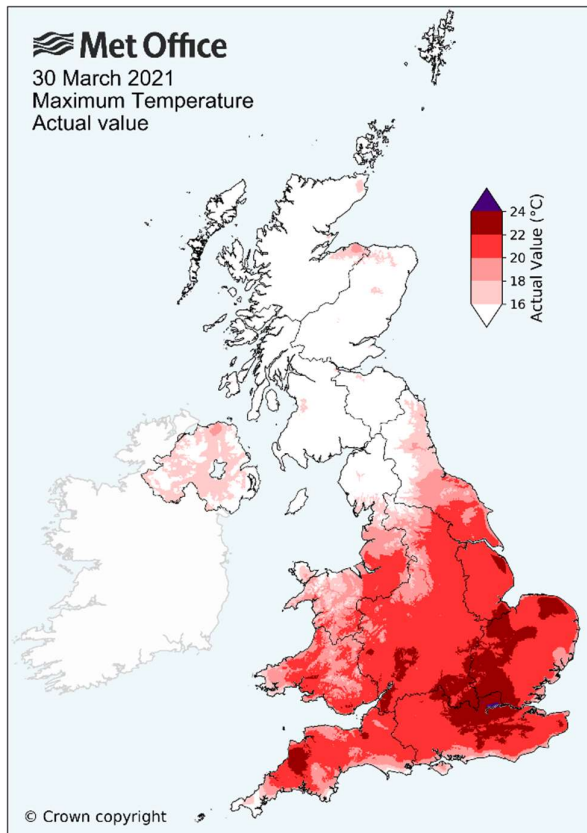 Met Office
30 March 2021
Maximum Temperature
Actual value
24
22
20
18
16
Actual Value (°C)
© Crown copyright